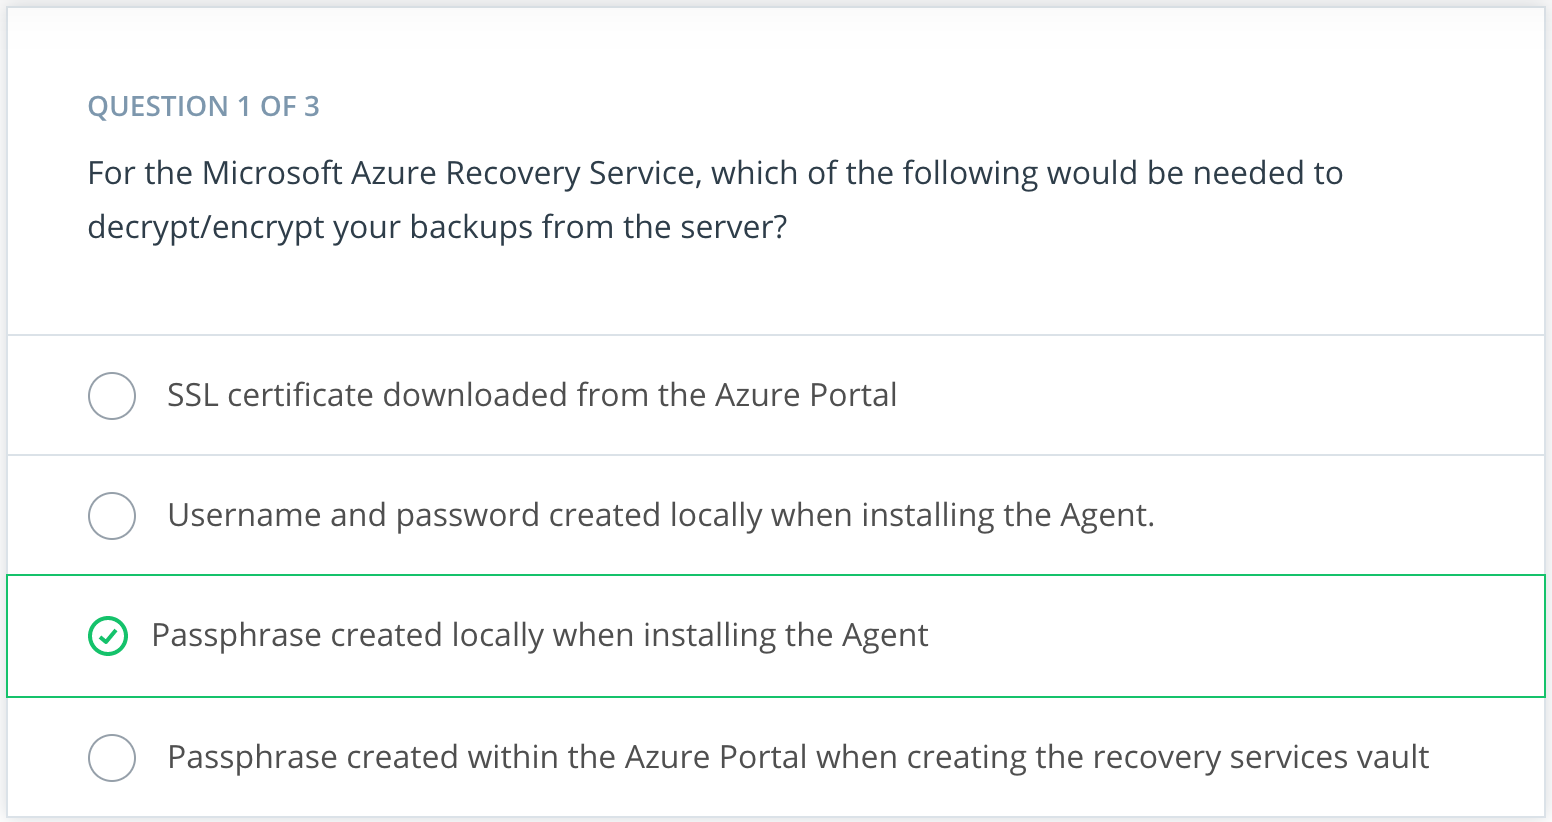 QUESTION 1 OF 3
For the Microsoft Azure Recovery Service, which of the following would be needed to
decrypt/encrypt your backups from the server?
SSL certificate downloaded from the Azure Portal
Username and password created locally when installing the Agent.
Passphrase created locally when installing the Agent
Passphrase created within the Azure Portal when creating the recovery services vault